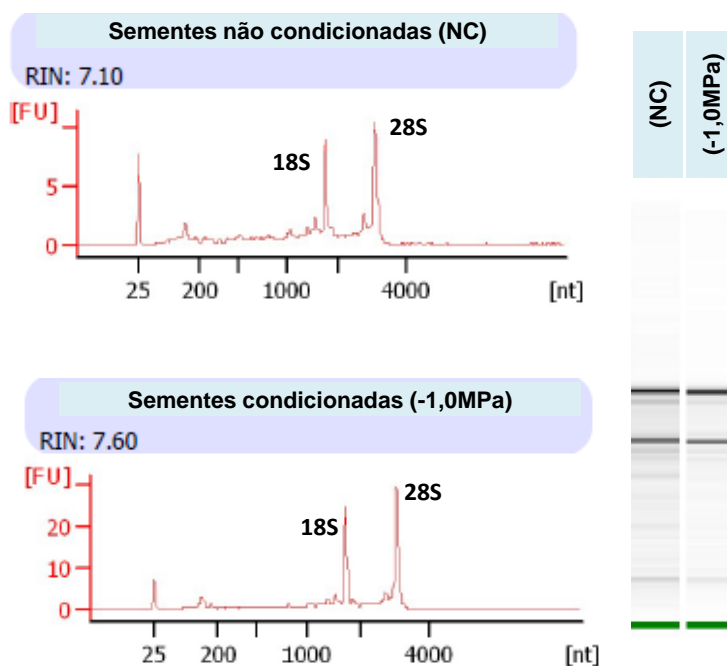 Sementes não condicionadas (NC)
RIN: 7.10
[FU]
28S
18S
5
0
25 200 1000 4000 [nt]
Sementes condicionadas (-1,0MPa)
RIN: 7.60
[FU]
28S
18S
20
10
0
25 200 1000 4000 [nt]
(NC)
(-1,0MPa)